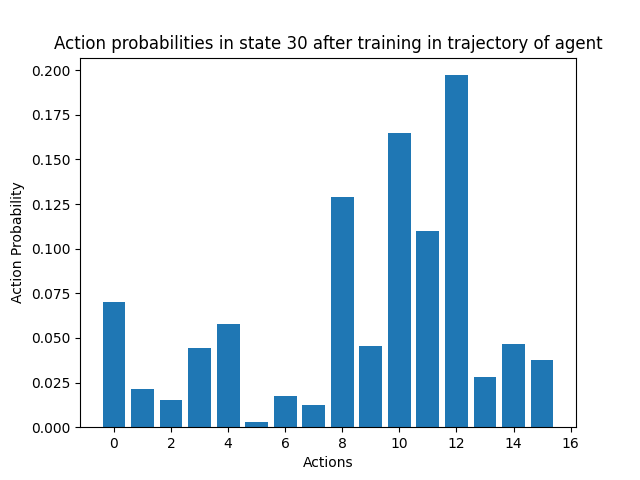 Action probabilities in state 30 after training in trajectory of agent
0.200
0.175
0.150
0.125
0.100
0.075
0.050
0.025
0.000
Action Probability
0 2 4 6 8 10 12 14 16
Actions